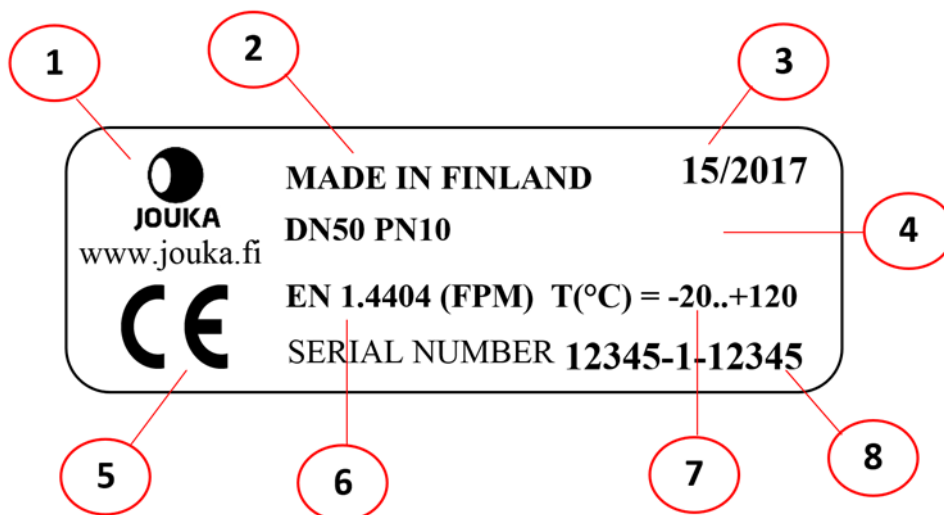 1
2
3
MADE IN FINLAND
15/2017
JOUKA
www.jouka.fi
DN50 PN10
4
EN 1.4404 (FPM) T(°C) = -20..+120
CE
SERIAL NUMBER 12345-1-12345
5
6
7
8